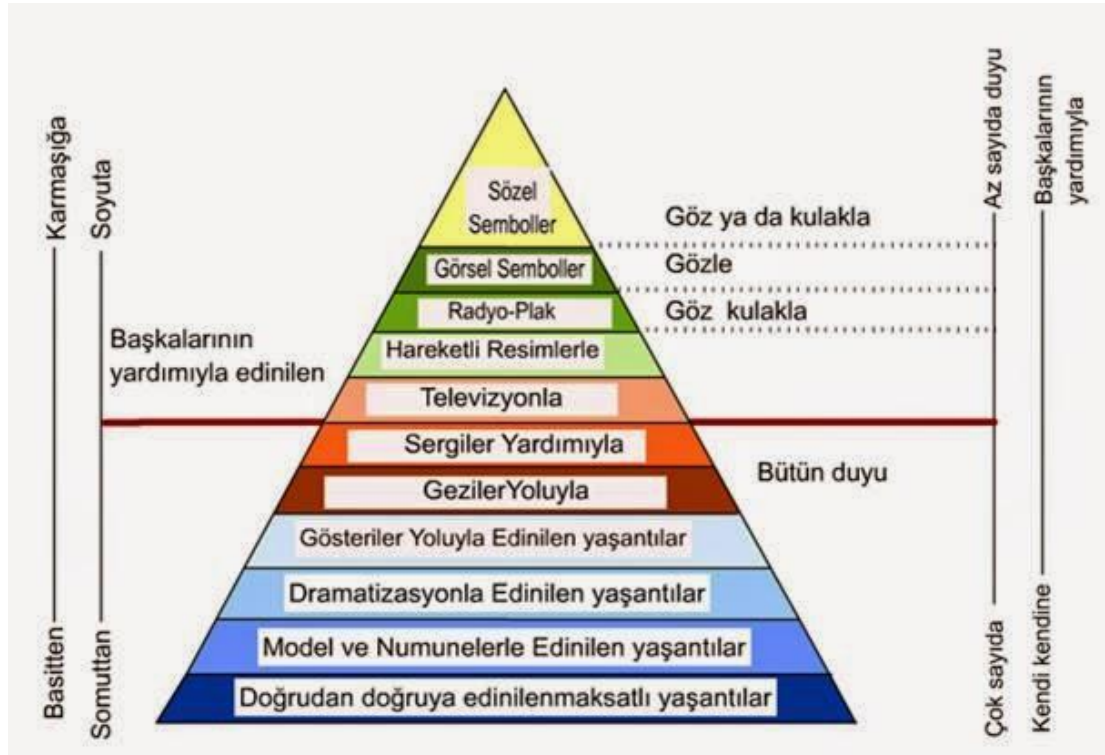 Karmaşığa
Basitten
Soyuta
Somuttan
Başkalarının
yardımıyla edinilen
Sözel
Semboller
Görsel Semboller
Radyo-Plak
Hareketli Resimlerle
Televizyonla
Sergiler Yardımıyla
GezilerYoluyla
Gösteriler Yoluyla Edinilen yaşantılar
Dramatizasyonla Edinilen yaşantılar
Model ve Numunelerle Edinilen yaşantılar
Doğrudan doğruya edinilenmaksatlı yaşantılar
Göz ya da kulakla
Gözle
Göz kulakla
Bütün duyu
Az sayıda duyu
Çok sayıda
Başkalarının
yardımıyla
Kendi kendine